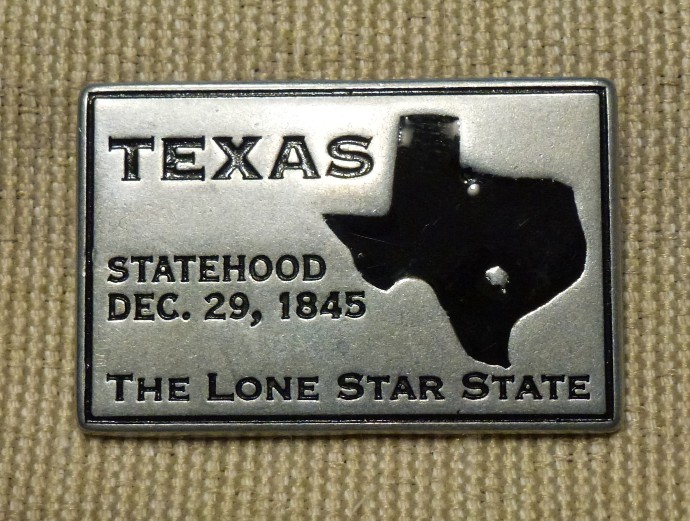 TEXAS
STATEHOOD
DEC. 29, 1845
THE LONE STAR STATE